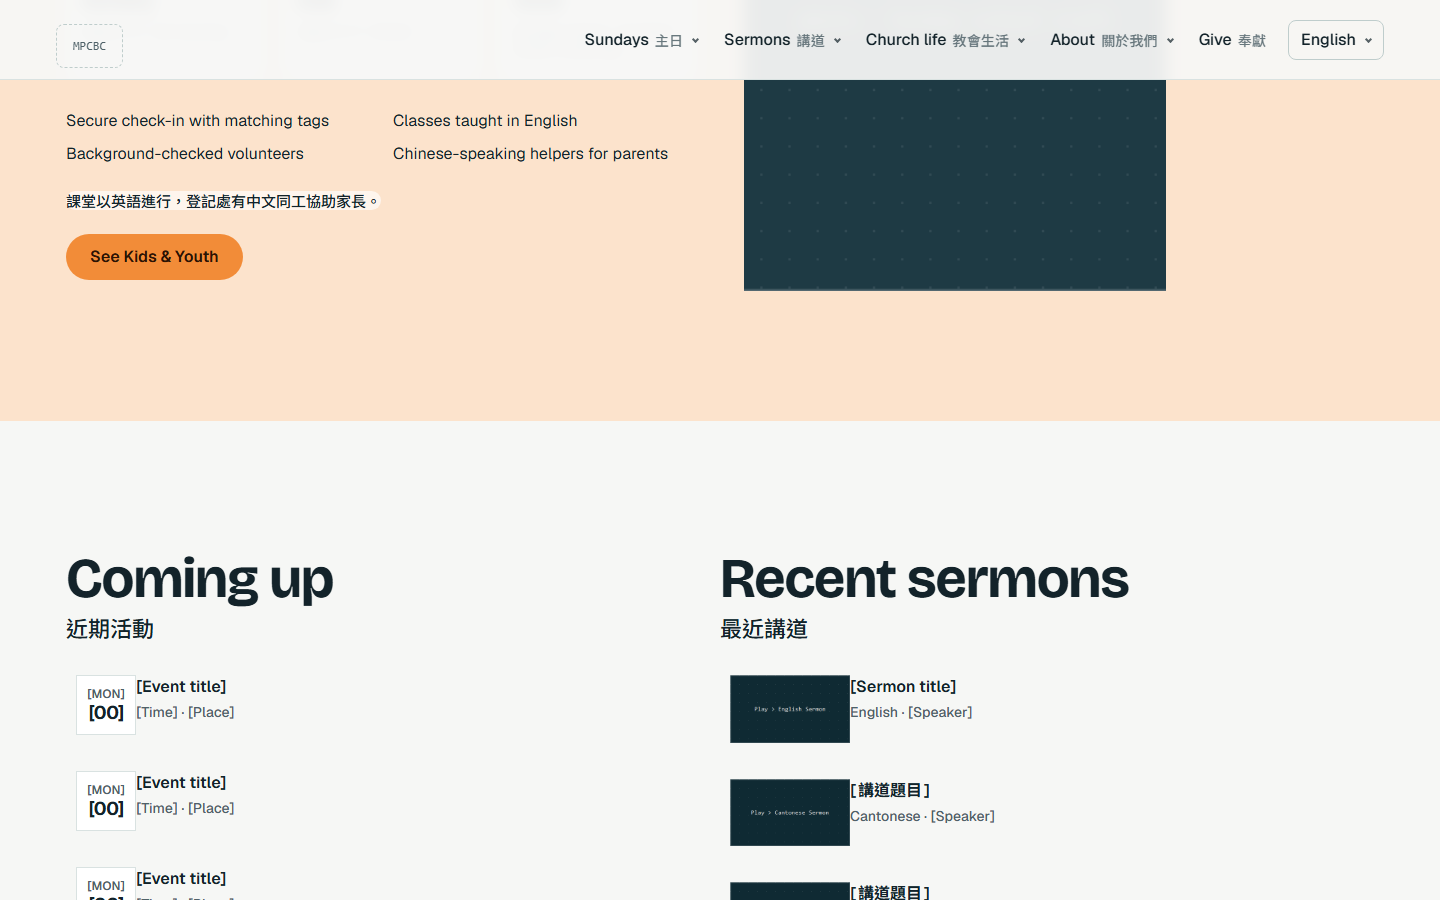 MPCBC
Sundays 主日
Sermons 講道
Church life 教會生活
About 關於我們
Give 奉獻
English
Secure check-in with matching tags
Classes taught in English
Background-checked volunteers
Chinese-speaking helpers for parents
課堂以英語進行，登記處有中文同工協助家長。
See Kids & Youth
Coming up
近期活動
[MON]
[00]
[Event title]
[Time] · [Place]
[MON]
[00]
[Event title]
[Time] · [Place]
[MON]
[Event title]
Recent sermons
最近講道
Play > English Sermon
[Sermon title]
English · [Speaker]
Play > Cantonese Sermon
[講道題目]
Cantonese · [Speaker]
[講道題目]